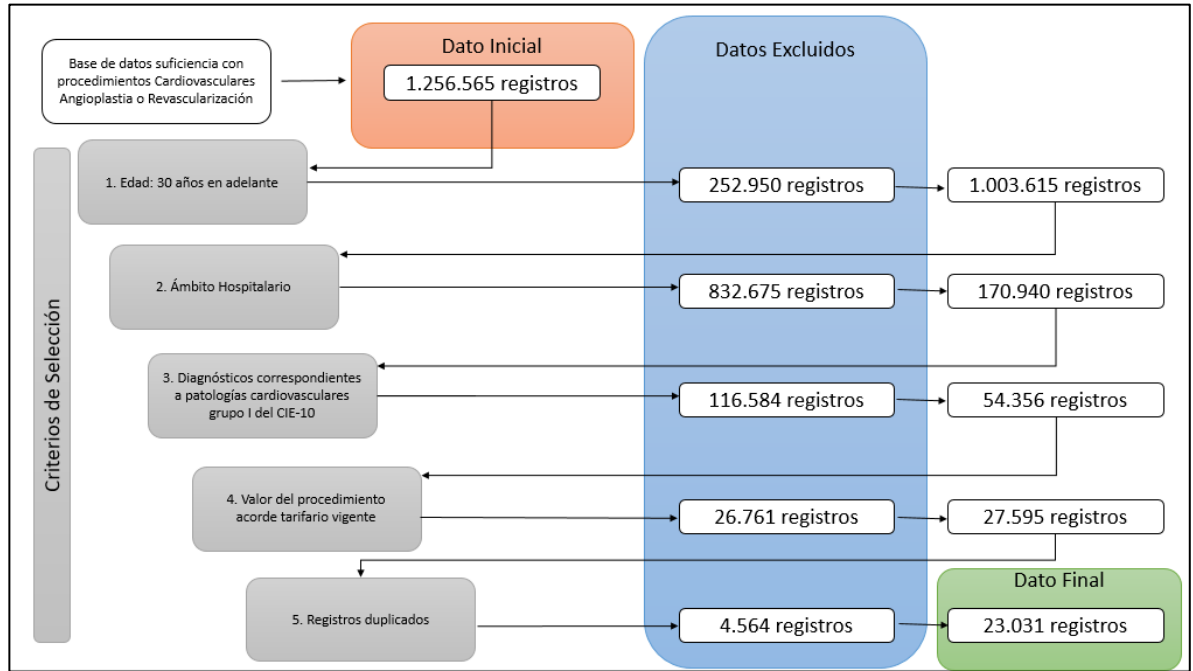 Dato Inicial
Datos Excluidos
Base de datos suficiencia con
procedimientos Cardiovasculares
Angioplastia o Revascularización
1.256.565 registros
Criterios de Selección
1. Edad: 30 años en adelante
252.950 registros
1.003.615 registros
2. Ámbito Hospitalario
832.675 registros
170.940 registros
3. Diagnósticos correspondientes
a patologías cardiovasculares
grupo I del CIE-10
116.584 registros
54.356 registros
4. Valor del procedimiento
acorde tarifario vigente
26.761 registros
27.595 registros
Dato Final
5. Registros duplicados
4.564 registros
23.031 registros